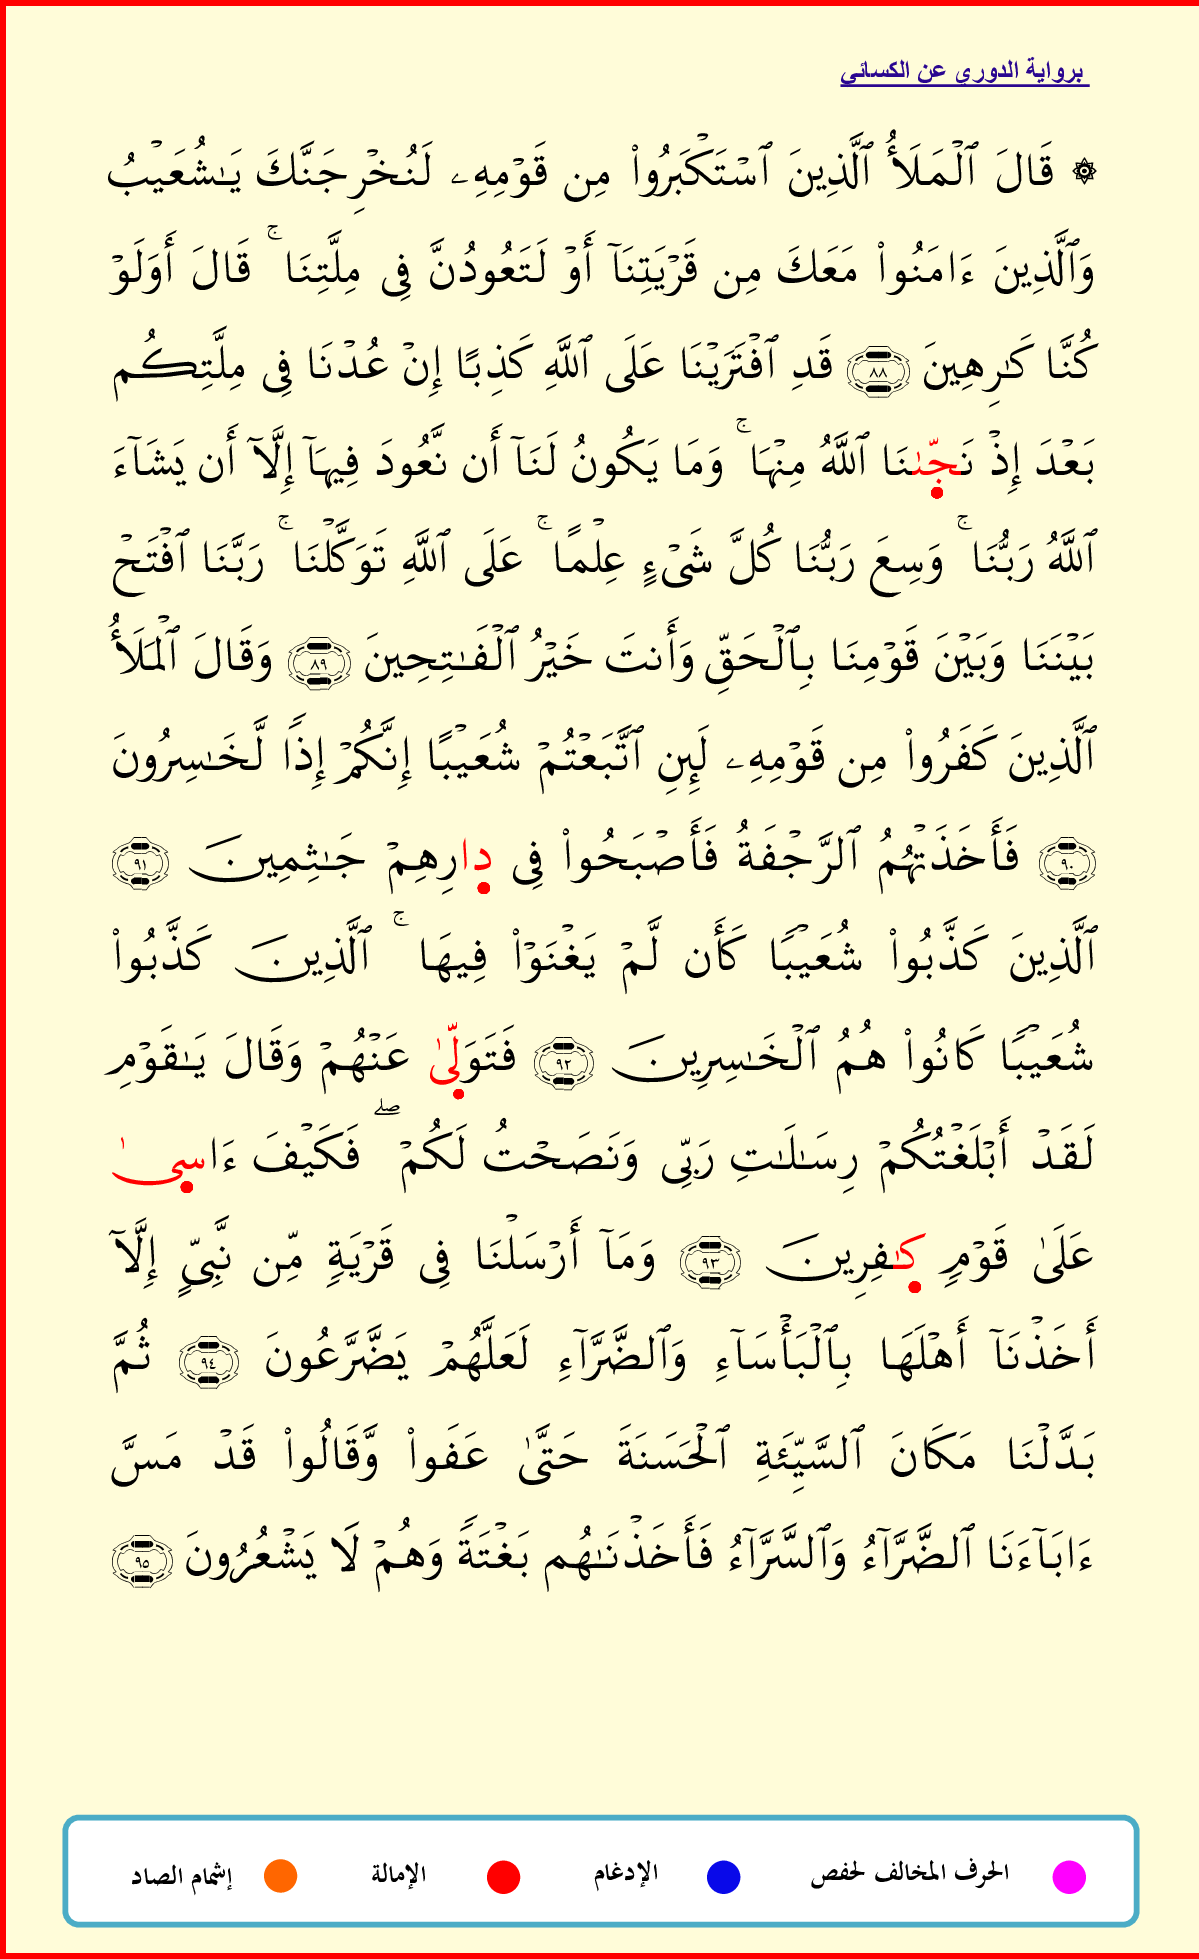 برواية الدوري عن الكسائي
۞ قَالَ ٱلْمَلَأُ ٱلَّذِينَ ٱسْتَكْبَرُوا۟ مِن قَوْمِهِۦ لَنُخْرِجَنَّكَ يَـٰشُعَيْبُ
وَٱلَّذِينَ ءَامَنُوا۟ مَعَكَ مِن قَرْيَتِنَآ أَوْ لَتَعُودُنَّ فِى مِلَّتِنَا ۚ قَالَ أَوَلَوْ
كُنَّا كَـٰرِهِينَ ٨٨ قَدِ ٱفْتَرَيْنَا عَلَى ٱللَّهِ كَذِبًا إِنْ عُدْنَا فِى مِلَّتِكُم
بَعْدَ إِذْ نَجَّىٰنَا ٱللَّهُ مِنْهَا ۚ وَمَا يَكُونُ لَنَآ أَن نَّعُودَ فِيهَآ إِلَّآ أَن يَشَآءَ
ٱللَّهُ رَبُّنَا ۚ وَسِعَ رَبُّنَا كُلَّ شَىْءٍ عِلْمًا ۚ عَلَى ٱللَّهِ تَوَكَّلْنَا ۚ رَبَّنَا ٱفْتَحْ
بَيْنَنَا وَبَيْنَ قَوْمِنَا بِٱلْحَقِّ وَأَنتَ خَيْرُ ٱلْفَـٰتِحِينَ ٨٩ وَقَالَ ٱلْمَلَأُ
ٱلَّذِينَ كَفَرُوا۟ مِن قَوْمِهِۦ لَئِنِ ٱتَّبَعْتُمْ شُعَيْبًا إِنَّكُمْ إِذًا لَّخَـٰسِرُونَ
٩٠ فَأَخَذَتْهُمُ ٱلرَّجْفَةُ فَأَصْبَحُوا۟ فِى دِارِهِمْ جَـٰثِمِينَ ٩١
ٱلَّذِينَ كَذَّبُوا۟ شُعَيْبًا كَأَن لَّمْ يَغْنَوْا۟ فِيهَا ۚ ٱلَّذِينَ كَذَّبُوا۟
شُعَيْبًا كَانُوا۟ هُمُ ٱلْخَـٰسِرِينَ ٩٢ فَتَوَلِّىٰ عَنْهُمْ وَقَالَ يَـٰقَوْمِ
لَقَدْ أَبْلَغْتُكُمْ رِسَـٰلَـٰتِ رَبِّى وَنَصَحْتُ لَكُمْ ۖ فَكَيْفَ ءَاسِىٰ
عَلَىٰ قَوْمٍ كَـٰفِرِينَ ٩٣ وَمَآ أَرْسَلْنَا فِى قَرْيَةٍ مِّن نَّبِىٍّ إِلَّآ
أَخَذْنَآ أَهْلَهَا بِٱلْبَأْسَآءِ وَٱلضَّرَّآءِ لَعَلَّهُمْ يَضَّرَّعُونَ ٩٤ ثُمَّ
بَدَّلْنَا مَكَانَ ٱلسَّيِّئَةِ ٱلْحَسَنَةَ حَتَّىٰ عَفَوا۟ وَّقَالُوا۟ قَدْ مَسَّ
ءَابَآءَنَا ٱلضَّرَّآءُ وَٱلسَّرَّآءُ فَأَخَذْنَـٰهُم بَغْتَةً وَهُمْ لَا يَشْعُرُونَ ٩٥
الحرف المخالف لحفص الإدغام الإمالة إشمام الصاد